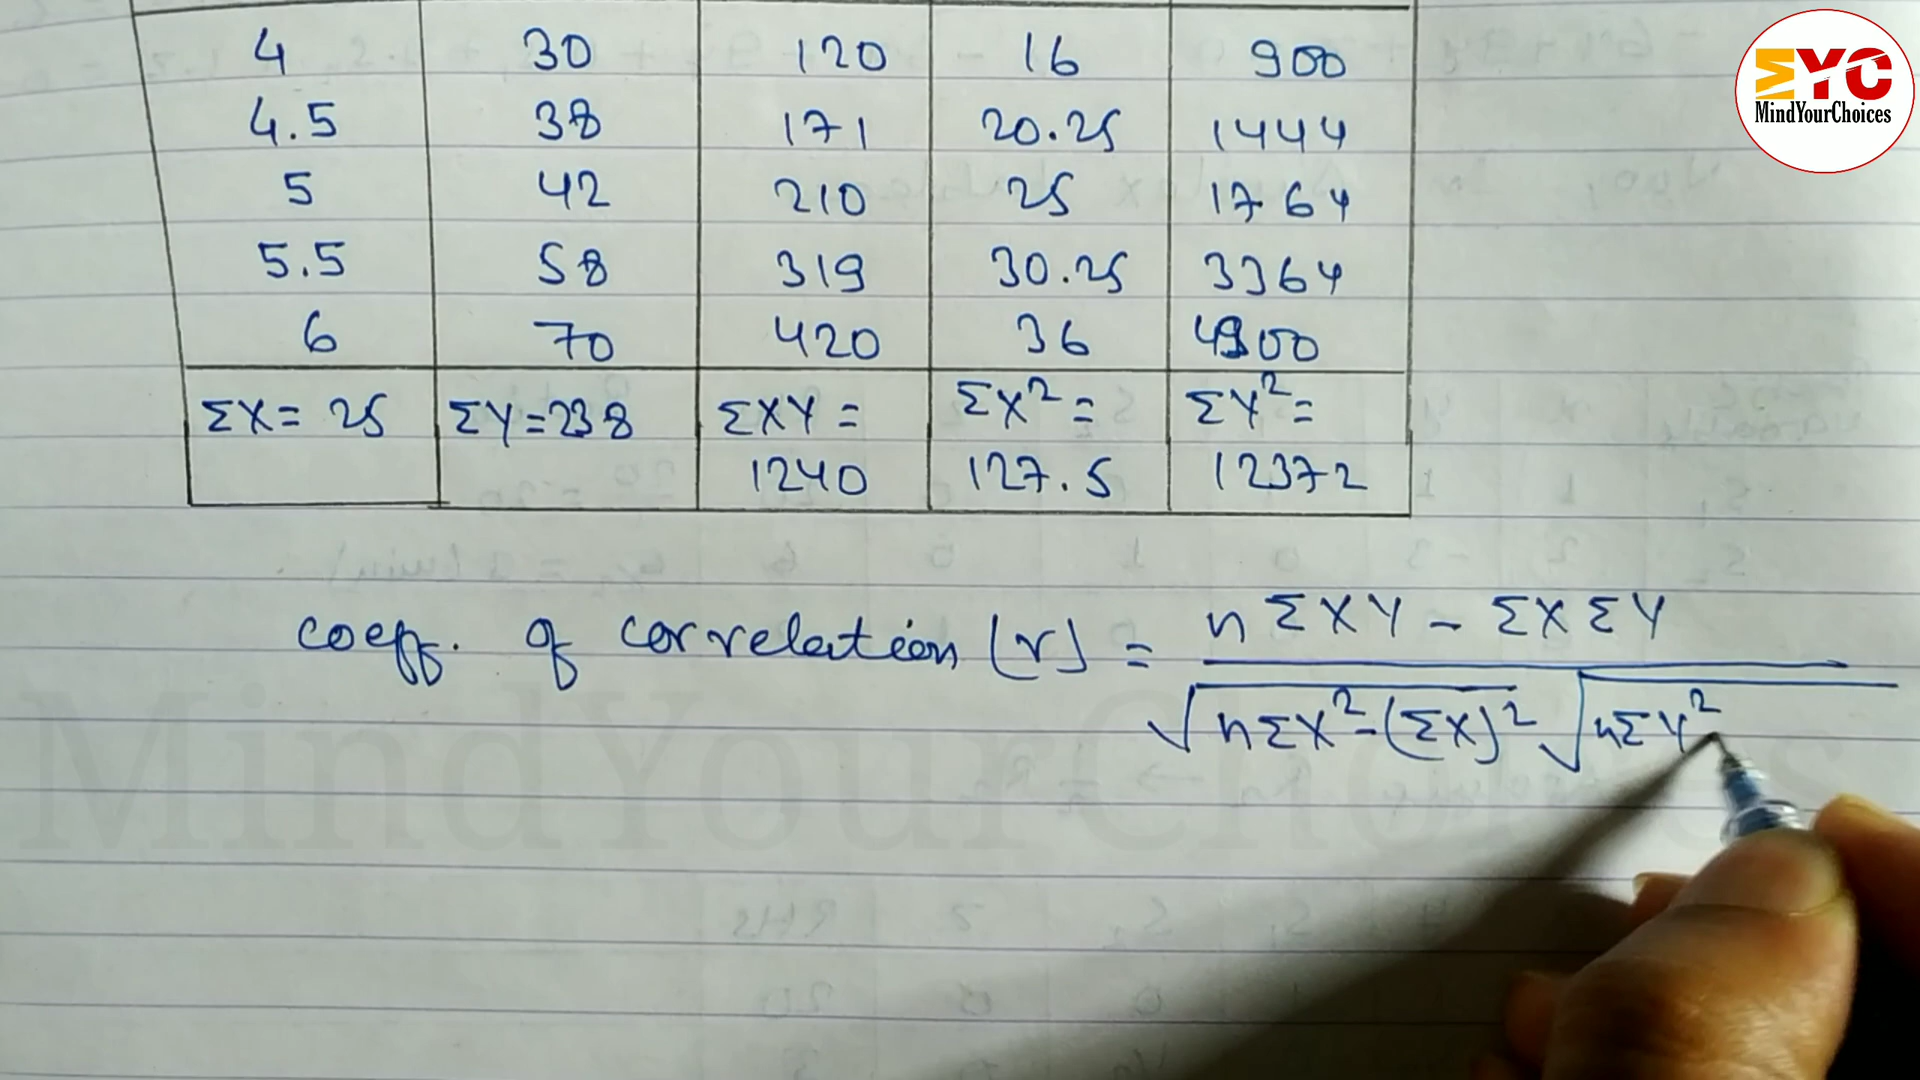 4 30 120 16 900
4.5 38 171 20.25 1444
5 42 210 25 1764
5.5 58 319 30.25 3364
6 70 420 36 4900
ΣX = 25 ΣY = 238 ΣXY = ΣX² = ΣY² =
1240 127.5 12372
coeff. of correlation (r) = nΣXY - ΣXΣY
√nΣX² - (ΣX)² √nΣY²
ΣYC
MindYourChoices
MindYourChoices